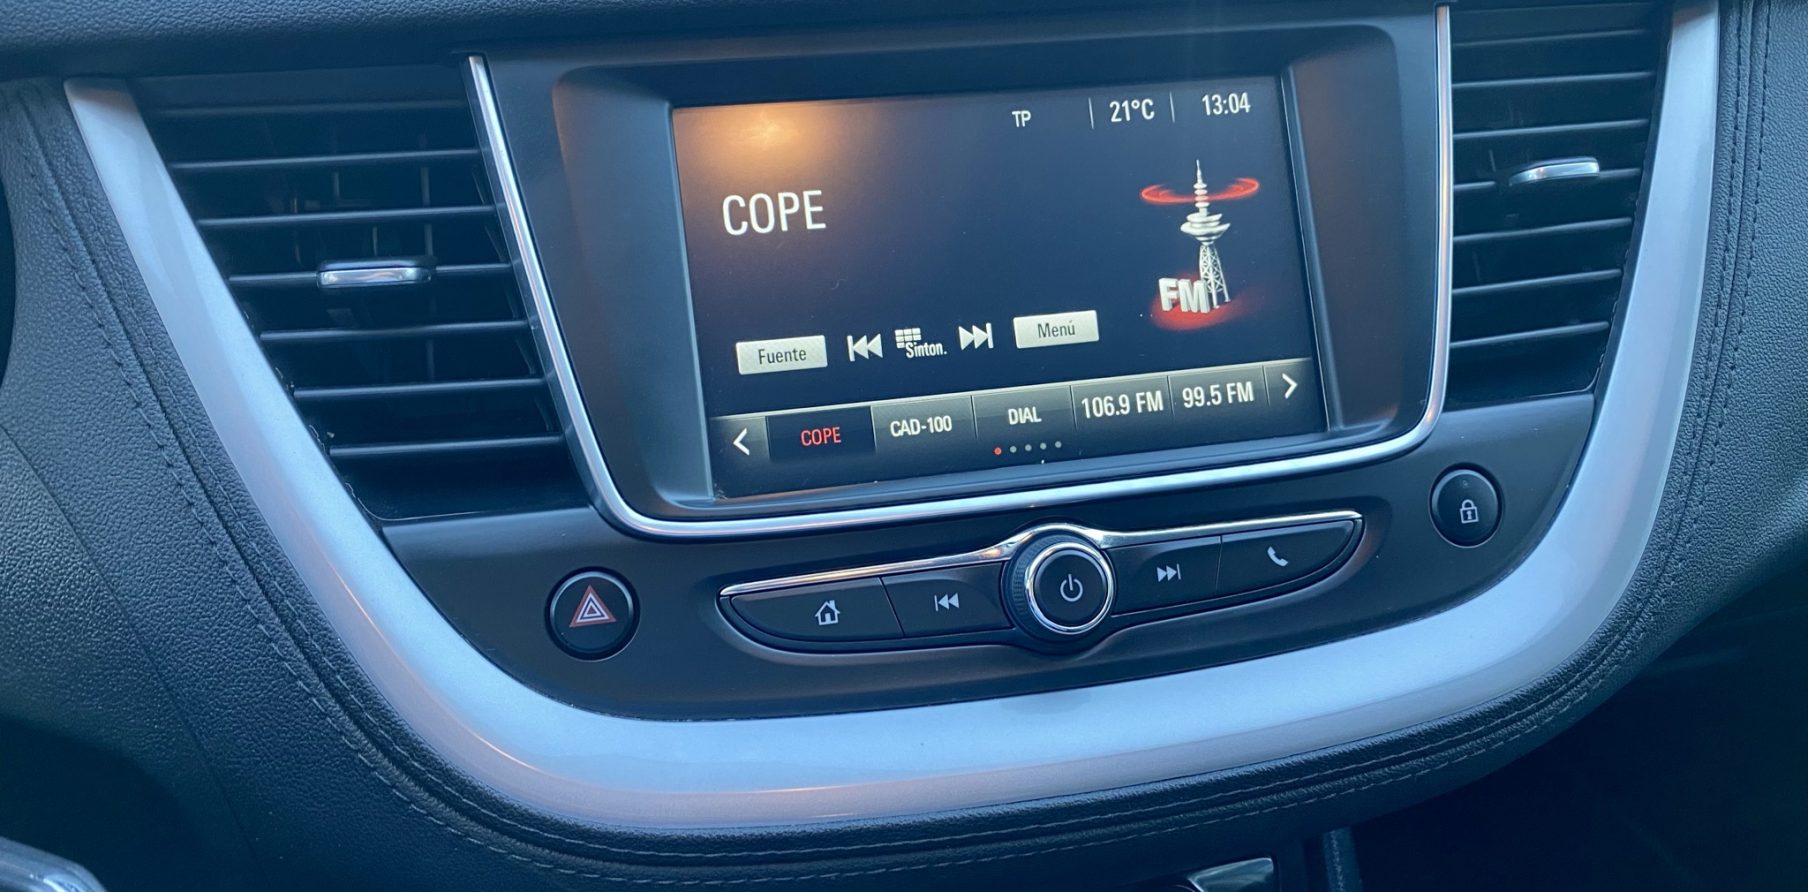 TP 21°C 13:04
COPE
FM
Fuente Sinton. Menú
COPE CAD-100 DIAL 106.9 FM 99.5 FM